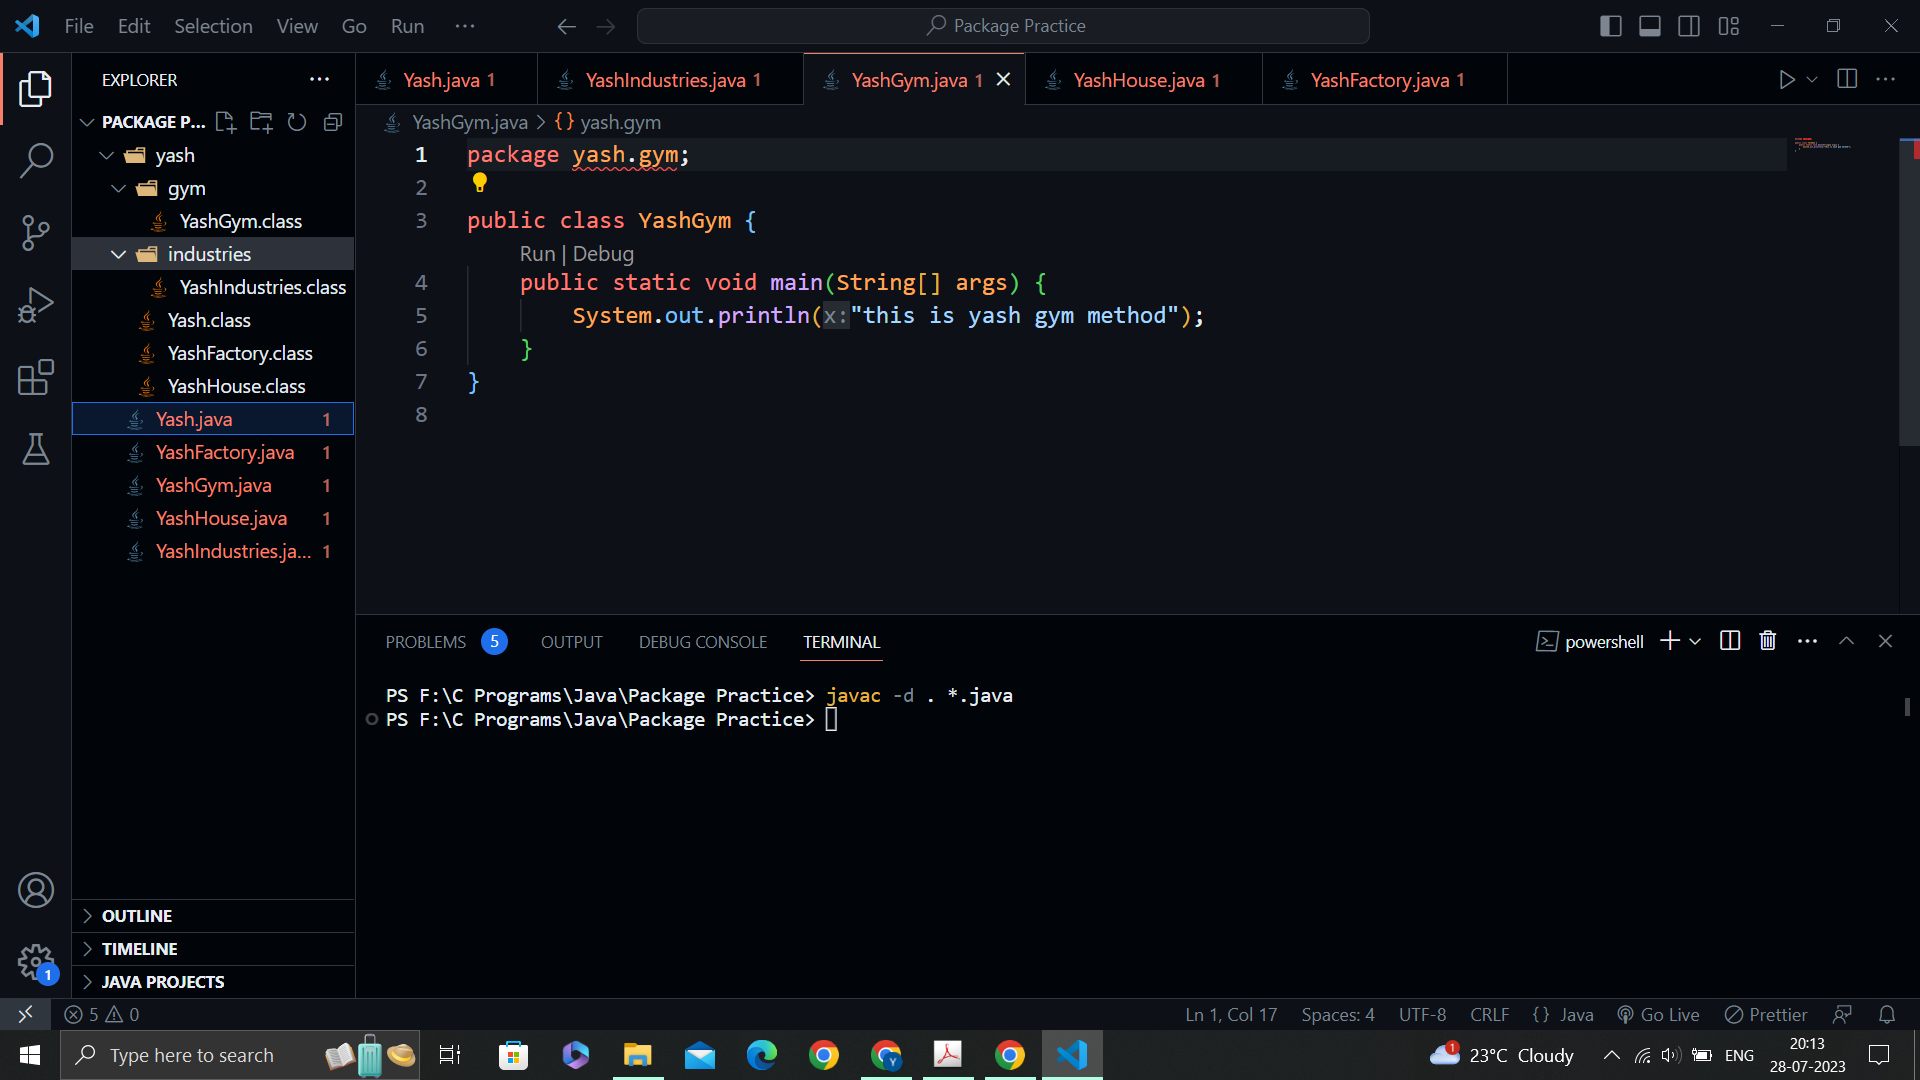 File Edit Selection View Go Run ··· Package Practice
EXPLORER ···
PACKAGE P...
yash
gym
YashGym.class
industries
YashIndustries.class
Yash.class
YashFactory.class
YashHouse.class
Yash.java 1
YashFactory.java 1
YashGym.java 1
YashHouse.java 1
YashIndustries.ja... 1
OUTLINE
TIMELINE
JAVA PROJECTS
1
Yash.java 1 YashIndustries.java 1 YashGym.java 1 YashHouse.java 1 YashFactory.java 1
YashGym.java > {} yash.gym
1 package yash.gym;
2
3 public class YashGym {
Run | Debug
4 public static void main(String[] args) {
5 System.out.println(x:"this is yash gym method");
6 }
7 }
8
PROBLEMS 5 OUTPUT DEBUG CONSOLE TERMINAL powershell
PS F:\C Programs\Java\Package Practice> javac -d . *.java
PS F:\C Programs\Java\Package Practice>
5 0 Ln 1, Col 17 Spaces: 4 UTF-8 CRLF {} Java Go Live Prettier
Type here to search Y 1 23°C Cloudy ENG 20:13
28-07-2023